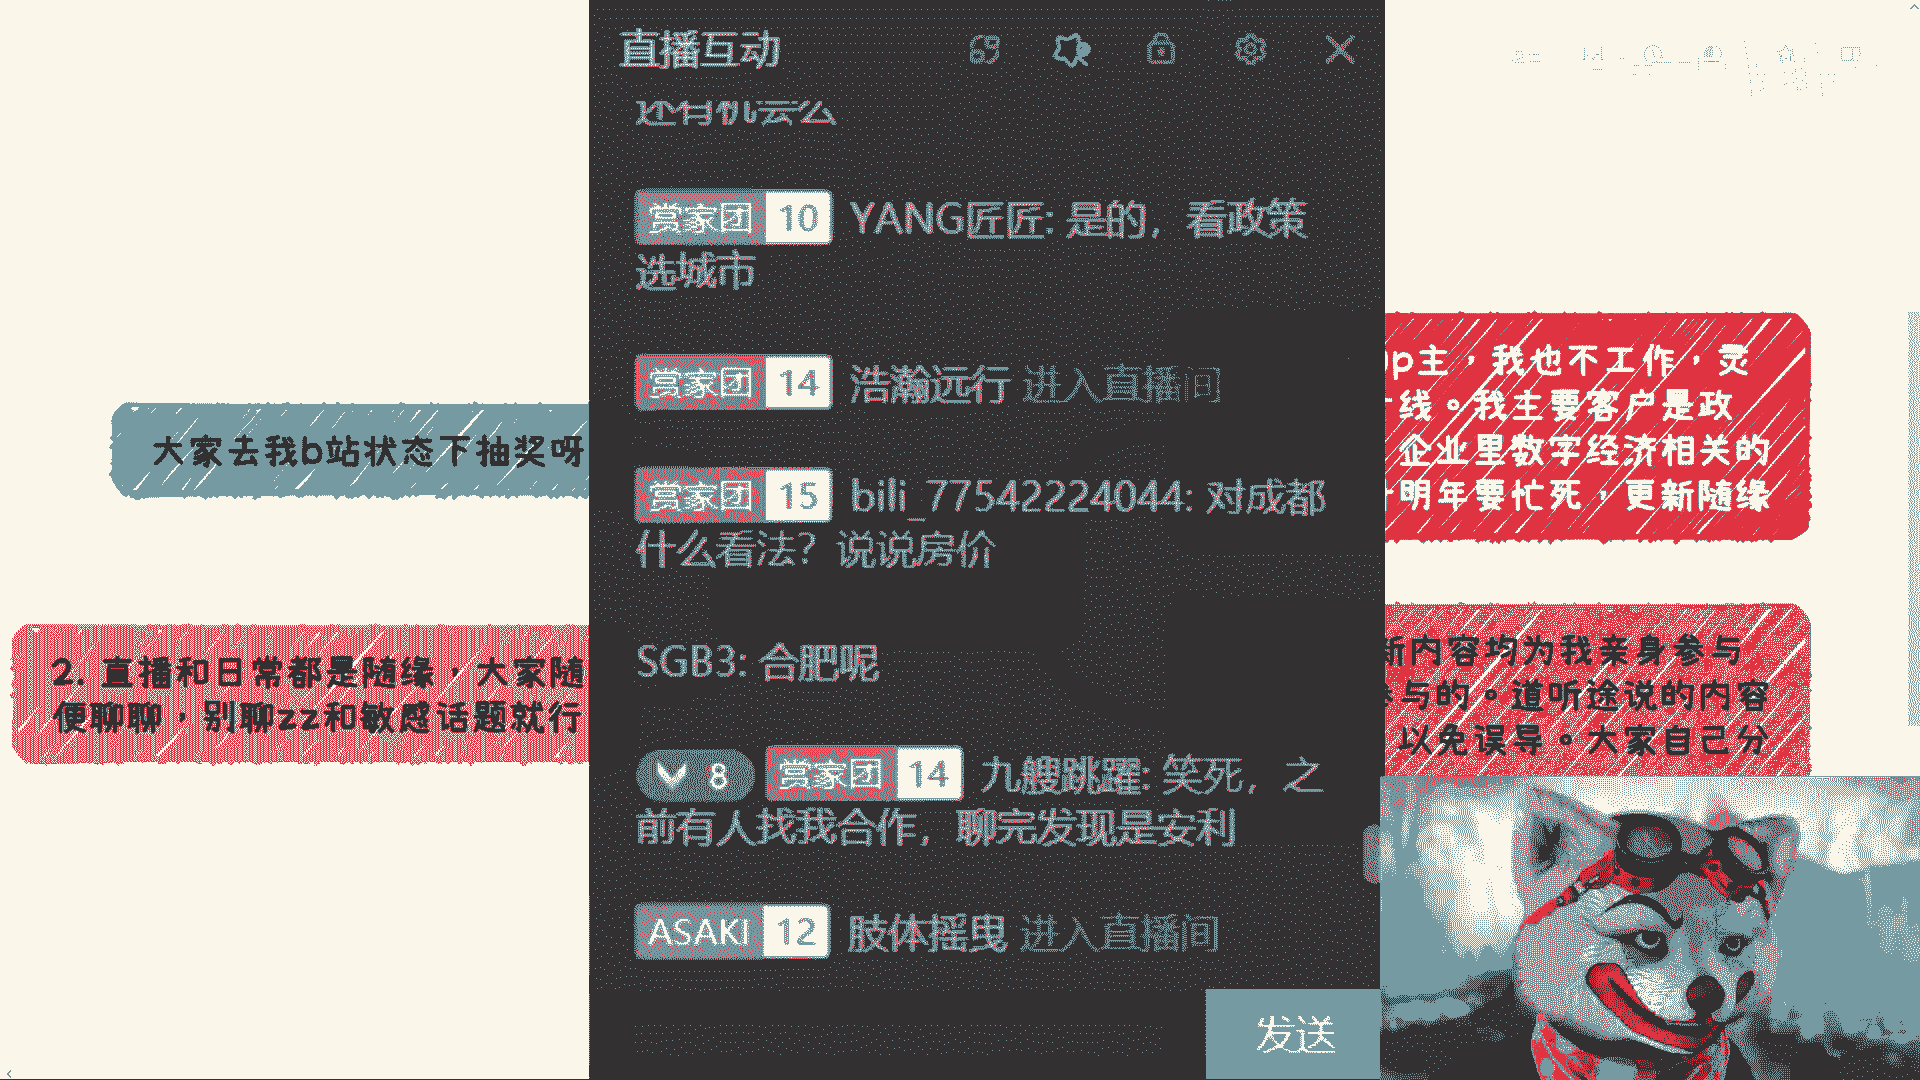 直播互动
还有机会么
赏家团 10 YANG匠匠: 是的，看政策
选城市
赏家团 14 浩瀚远行 进入直播间
赏家团 15 bili_77542224044: 对成都
什么看法？说说房价
SGB3: 合肥呢
8 赏家团 14 九艘跳躍: 笑死，之
前有人找我合作，聊完发现是安利
ASAKI 12 肢体摇曳 进入直播间
发送
大家去我b站状态下抽奖呀
2. 直播和日常都是随缘，大家随
便聊聊，别聊zz和敏感话题就行
p主，我也不工作，灵
线。我主要客户是政
企业里数字经济相关的
明年要忙死，更新随缘
新内容均为我亲身参与
参与的。道听途说的内容
以免误导。大家自己分